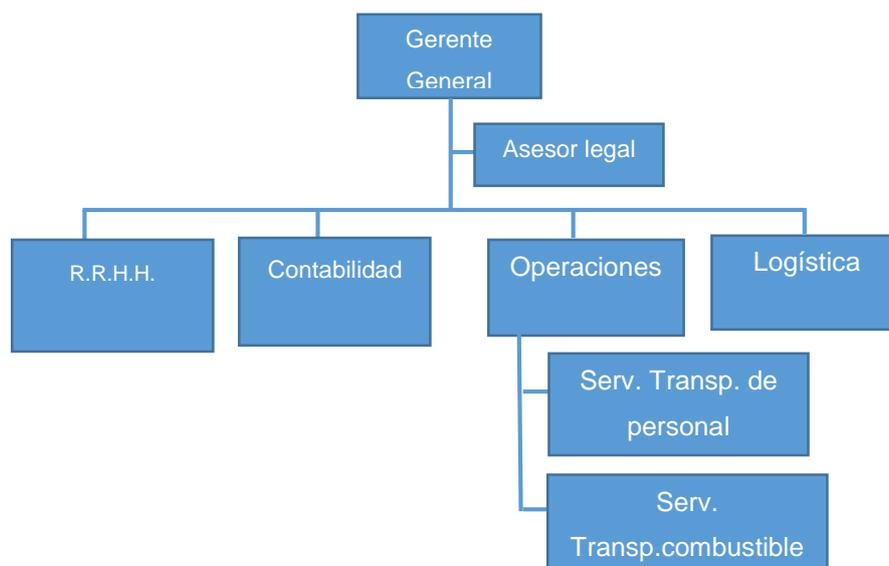 Gerente
General
Asesor legal
R.R.H.H.
Contabilidad
Operaciones
Logística
Serv. Transp. de
personal
Serv.
Transp.combustible